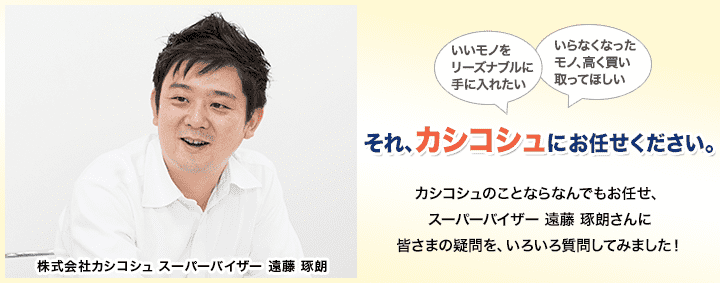 いいモノを
リーズナブルに
手に入れたい
いらなくなった
モノ、高く買い
取ってほしい
それ、カシコシュにお任せください。
カシコシュのことならなんでもお任せ、
スーパーバイザー 遠藤 琢朗さんに
皆さまの疑問を、いろいろ質問してみました！
株式会社カシコシュ スーパーバイザー 遠藤 琢朗